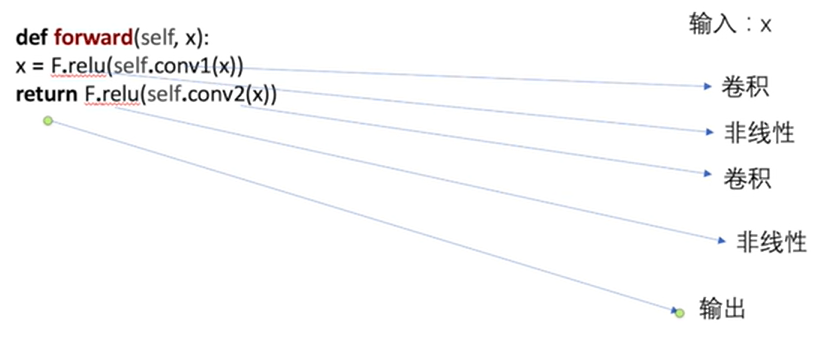 def forward(self, x):
x = F.relu(self.conv1(x))
return F.relu(self.conv2(x))
输入：x
卷积
非线性
卷积
非线性
输出